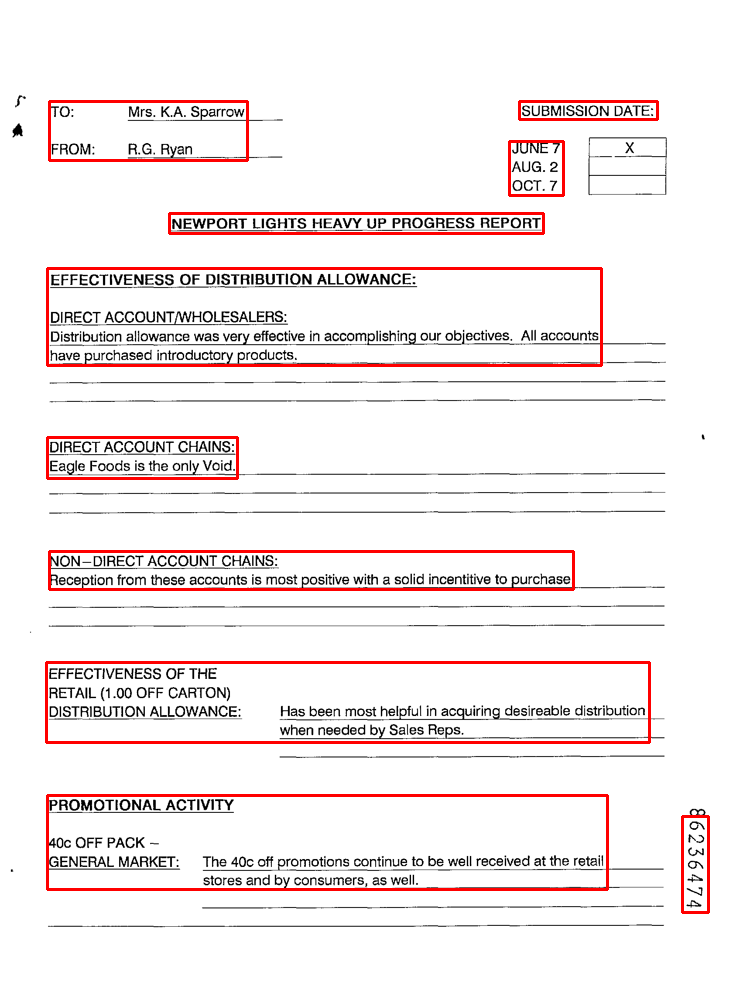 TO: Mrs. K.A. Sparrow
SUBMISSION DATE:
FROM: R.G. Ryan
JUNE 7 X
AUG. 2
OCT. 7
NEWPORT LIGHTS HEAVY UP PROGRESS REPORT
EFFECTIVENESS OF DISTRIBUTION ALLOWANCE:
DIRECT ACCOUNT/WHOLESALERS:
Distribution allowance was very effective in accomplishing our objectives. All accounts
have purchased introductory products.
DIRECT ACCOUNT CHAINS:
Eagle Foods is the only Void.
NON-DIRECT ACCOUNT CHAINS:
Reception from these accounts is most positive with a solid incentitive to purchase
EFFECTIVENESS OF THE
RETAIL (1.00 OFF CARTON)
DISTRIBUTION ALLOWANCE: Has been most helpful in acquiring desireable distribution
when needed by Sales Reps.
PROMOTIONAL ACTIVITY
40c OFF PACK -
GENERAL MARKET: The 40c off promotions continue to be well received at the retail
stores and by consumers, as well.
86236474